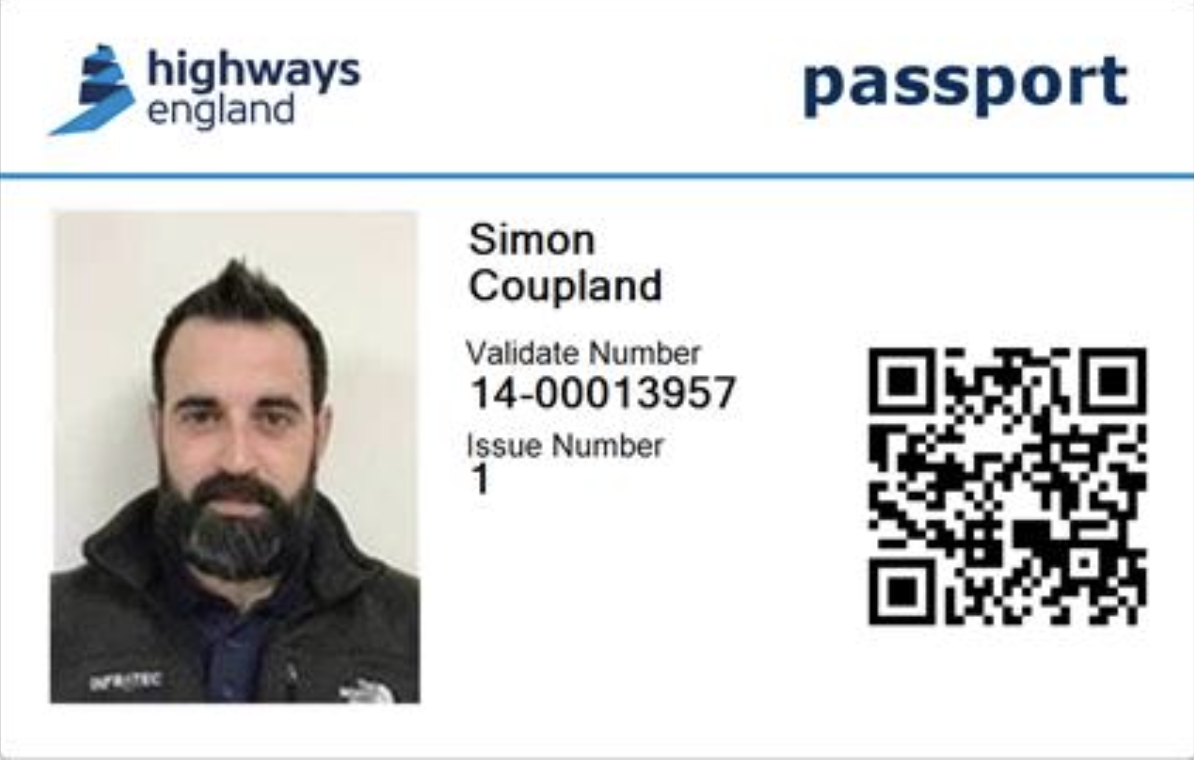 highways
england
passport
Simon
Coupland
Validate Number
14-00013957
Issue Number
1
INFRATEC